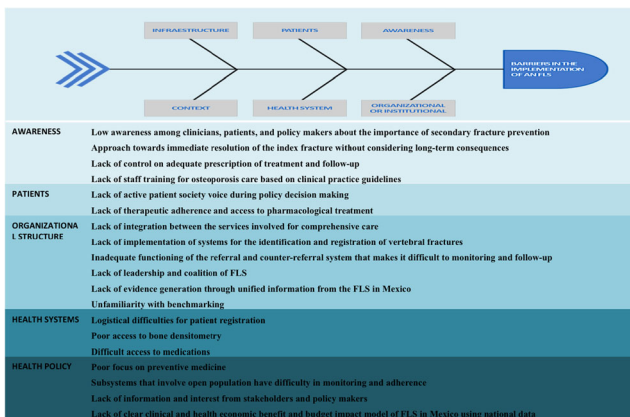 INFRAESTRUCTURE
PATIENTS
AWARENESS
BARRIERS IN THE
IMPLEMENTATION
OF AN FLS
CONTEXT
HEALTH SYSTEM
ORGANIZATIONAL
OR INSTITUTIONAL
AWARENESS
Low awareness among clinicians, patients, and policy makers about the importance of secondary fracture prevention
Approach towards immediate resolution of the index fracture without considering long-term consequences
Lack of control on adequate prescription of treatment and follow-up
Lack of staff training for osteoporosis care based on clinical practice guidelines
PATIENTS
Lack of active patient society voice during policy decision making
Lack of therapeutic adherence and access to pharmacological treatment
ORGANIZATIONA
L STRUCTURE
Lack of integration between the services involved for comprehensive care
Lack of implementation of systems for the identification and registration of vertebral fractures
Inadequate functioning of the referral and counter-referral system that makes it difficult to monitoring and follow-up
Lack of leadership and coalition of FLS
Lack of evidence generation through unified information from the FLS in Mexico
Unfamiliarity with benchmarking
HEALTH SYSTEMS
Logistical difficulties for patient registration
Poor access to bone densitometry
Difficult access to medications
HEALTH POLICY
Poor focus on preventive medicine
Subsystems that involve open population have difficulty in monitoring and adherence
Lack of information and interest from stakeholders and policy makers
Lack of clear clinical and health economic benefit and budget impact model of FLS in Mexico using national data